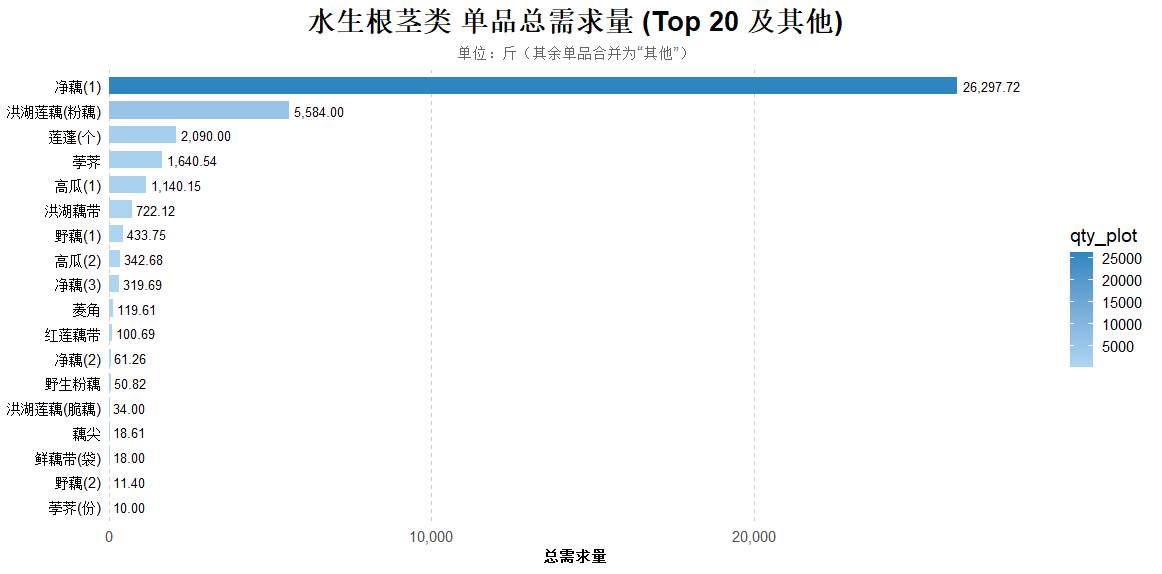 水生根茎类 单品总需求量 (Top 20 及其他)
单位：斤（其余单品合并为“其他”）
净藕(1) 26,297.72
洪湖莲藕(粉藕) 5,584.00
莲蓬(个) 2,090.00
荸荠 1,640.54
高瓜(1) 1,140.15
洪湖藕带 722.12
野藕(1) 433.75
高瓜(2) 342.68
净藕(3) 319.69
菱角 119.61
红莲藕带 100.69
净藕(2) 61.26
野生粉藕 50.82
洪湖莲藕(脆藕) 34.00
藕尖 18.61
鲜藕带(袋) 18.00
野藕(2) 11.40
荸荠(份) 10.00
0 10,000 20,000
总需求量
qty_plot
25000
20000
15000
10000
5000